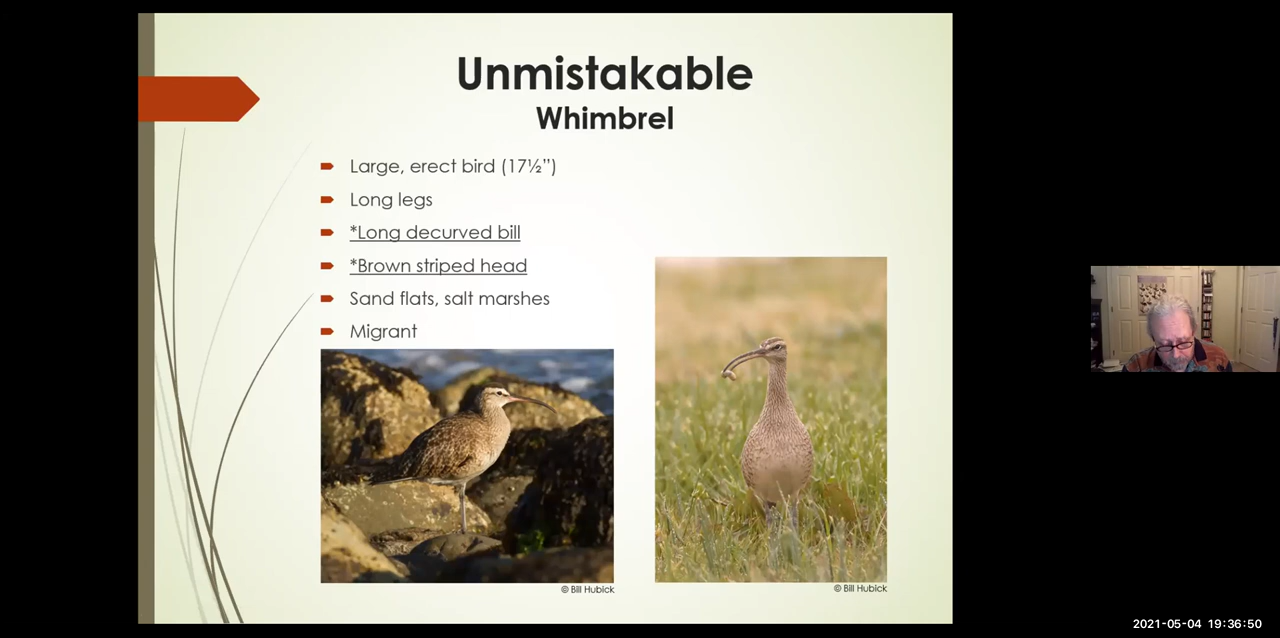 Unmistakable
Whimbrel
Large, erect bird (17½”)
Long legs
*Long decurved bill
*Brown striped head
Sand flats, salt marshes
Migrant
© Bill Hubick
© Bill Hubick
2021-05-04 19:36:50